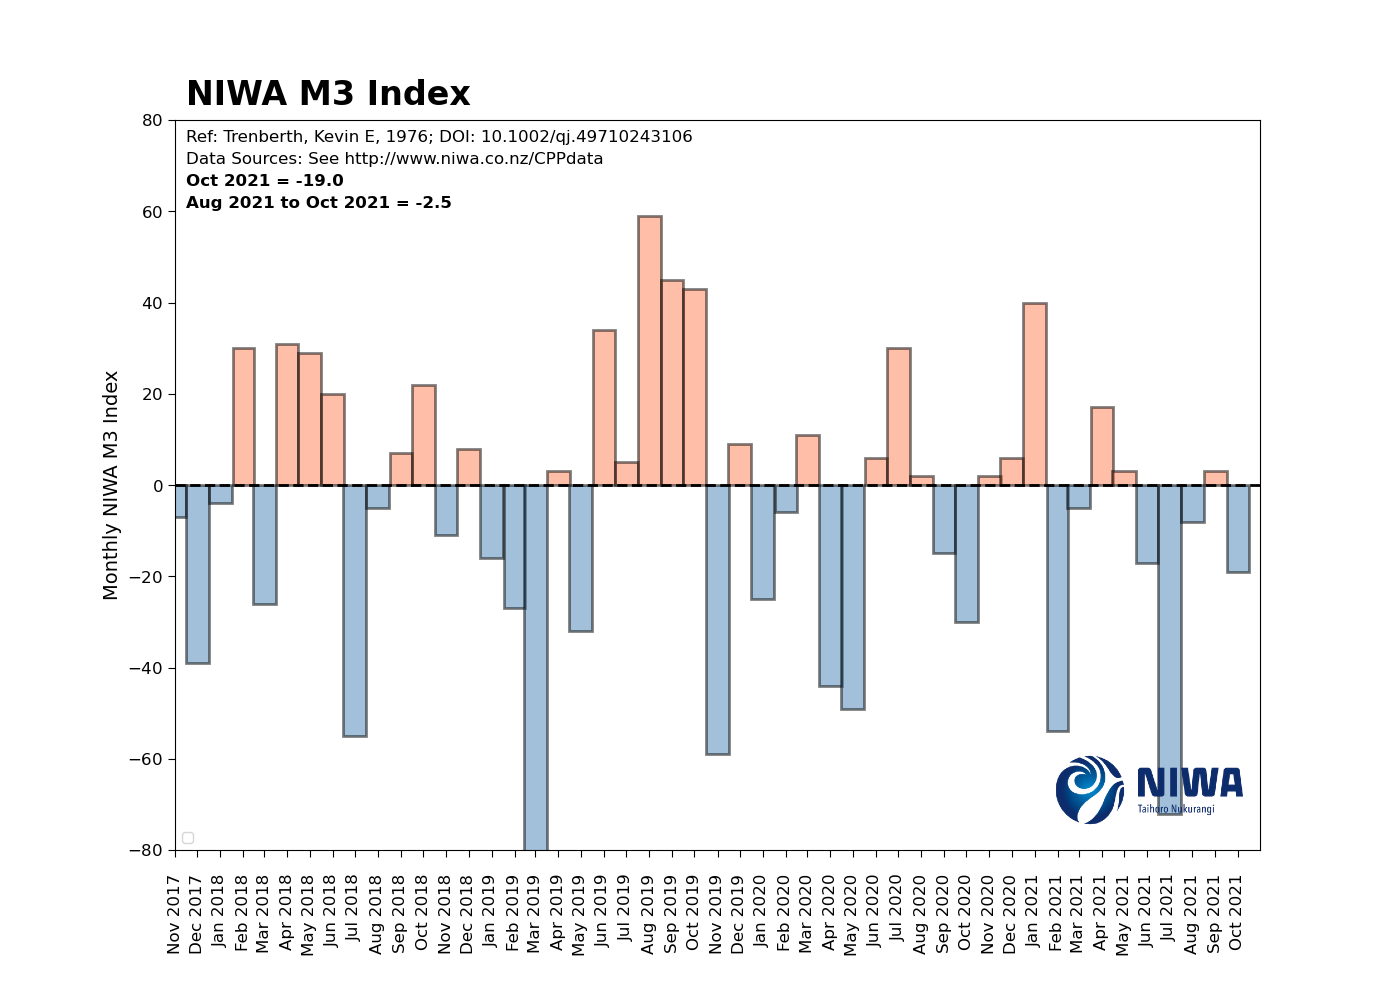 NIWA M3 Index
Ref: Trenberth, Kevin E, 1976; DOI: 10.1002/qj.49710243106
Data Sources: See http://www.niwa.co.nz/CPPdata
Oct 2021 = -19.0
Aug 2021 to Oct 2021 = -2.5
80
60
40
20
0
−20
−40
−60
−80
Monthly NIWA M3 Index
NIWA
Taihoro Nukurangi
Nov 2017
Dec 2017
Jan 2018
Feb 2018
Mar 2018
Apr 2018
May 2018
Jun 2018
Jul 2018
Aug 2018
Sep 2018
Oct 2018
Nov 2018
Dec 2018
Jan 2019
Feb 2019
Mar 2019
Apr 2019
May 2019
Jun 2019
Jul 2019
Aug 2019
Sep 2019
Oct 2019
Nov 2019
Dec 2019
Jan 2020
Feb 2020
Mar 2020
Apr 2020
May 2020
Jun 2020
Jul 2020
Aug 2020
Sep 2020
Oct 2020
Nov 2020
Dec 2020
Jan 2021
Feb 2021
Mar 2021
Apr 2021
May 2021
Jun 2021
Jul 2021
Aug 2021
Sep 2021
Oct 2021